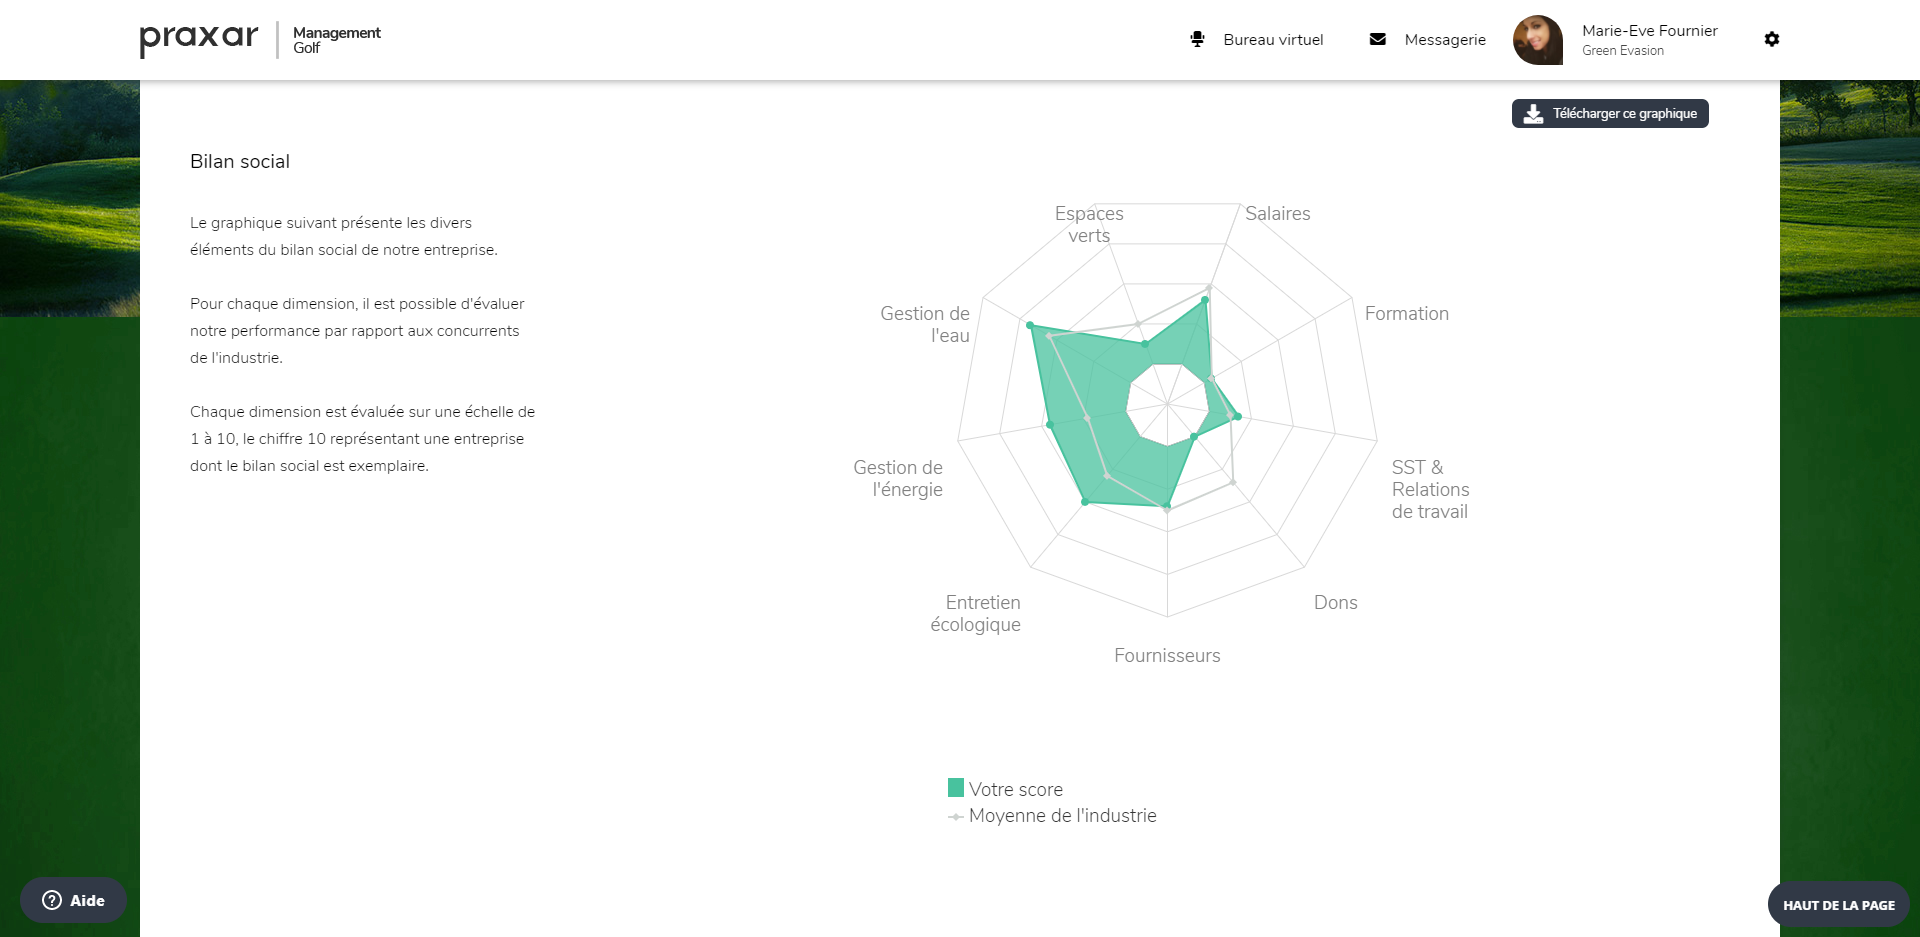 praxar
Management
Golf
Bureau virtuel
Messagerie
Marie-Eve Fournier
Green Evasion
Télécharger ce graphique
Bilan social
Le graphique suivant présente les divers
éléments du bilan social de notre entreprise.
Pour chaque dimension, il est possible d'évaluer
notre performance par rapport aux concurrents
de l'industrie.
Chaque dimension est évaluée sur une échelle de
1 à 10, le chiffre 10 représentant une entreprise
dont le bilan social est exemplaire.
Espaces
verts
Salaires
Gestion de
l'eau
Formation
Gestion de
l'énergie
SST &
Relations
de travail
Entretien
écologique
Dons
Fournisseurs
Votre score
Moyenne de l'industrie
Aide
HAUT DE LA PAGE